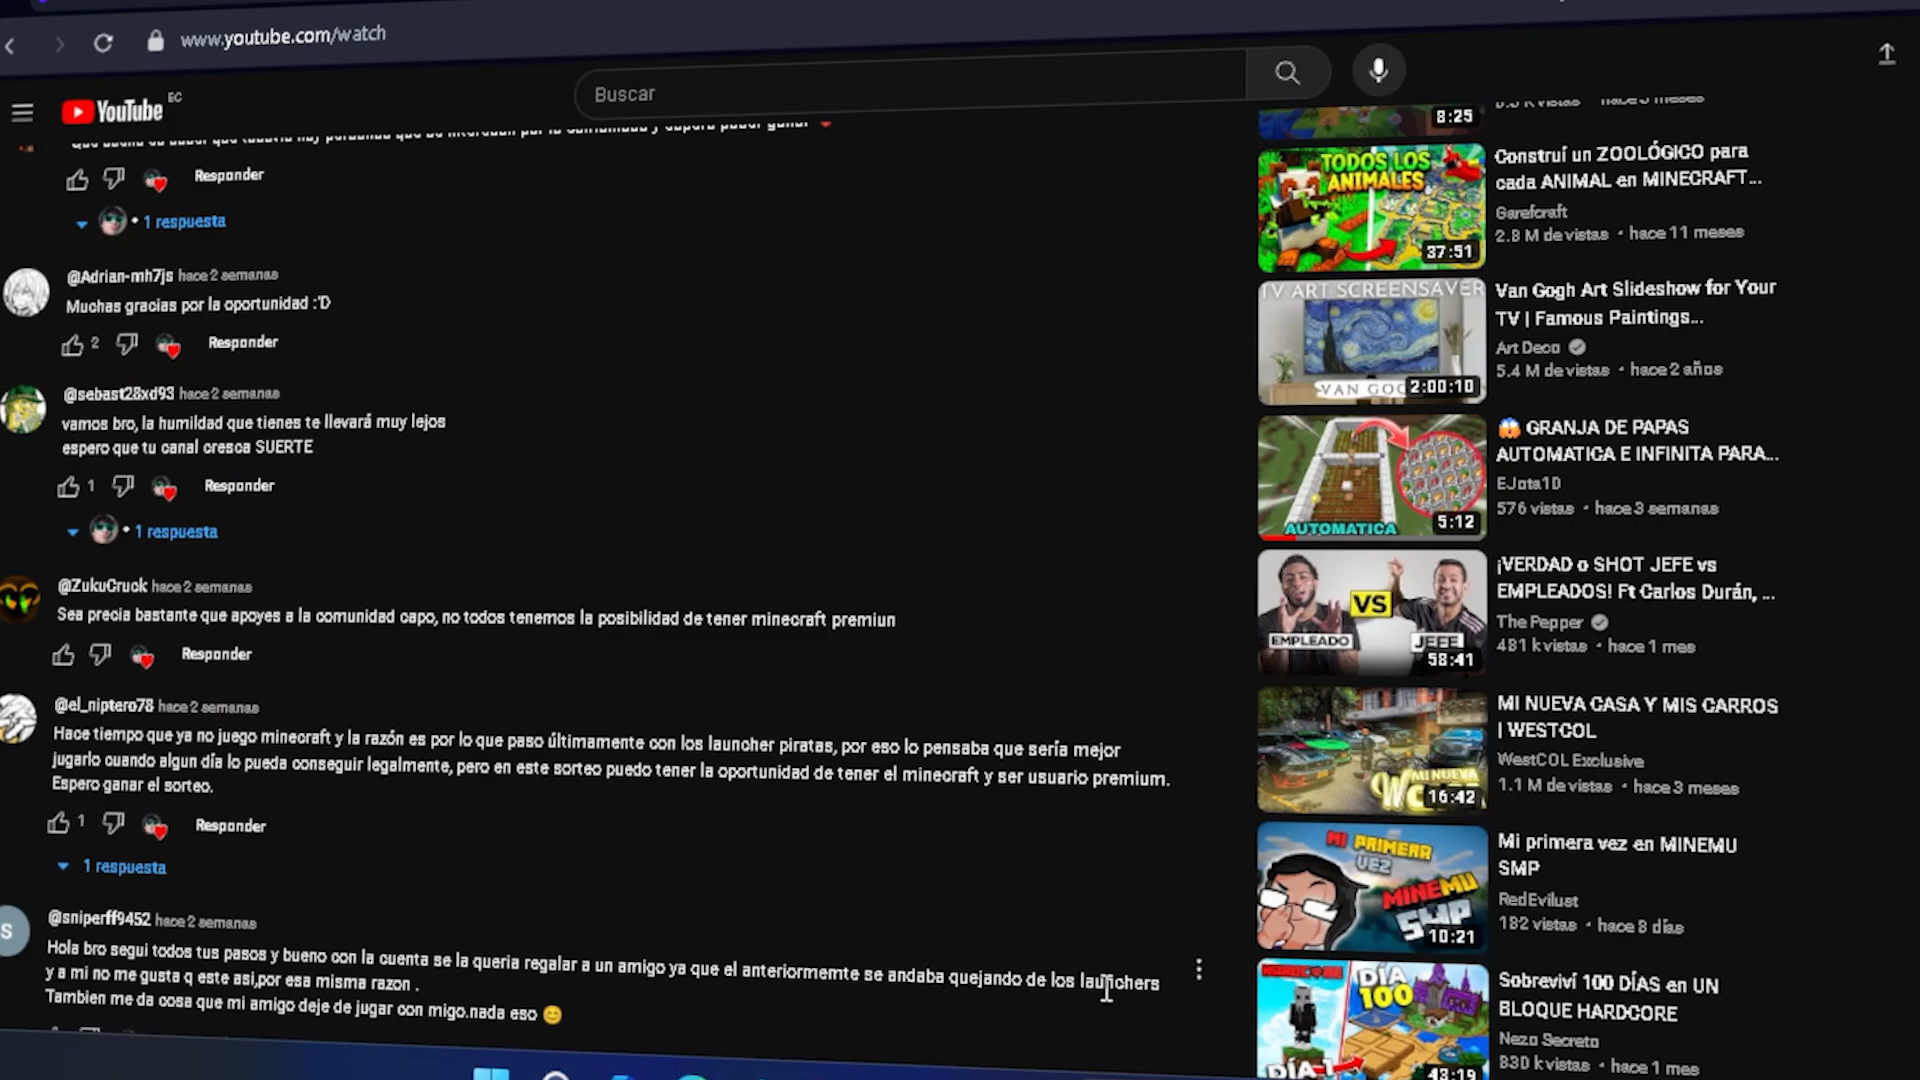 www.youtube.com/watch
YouTube EC
Buscar
Responder
1 respuesta
@Adrian-mh7js hace 2 semanas
Muchas gracias por la oportunidad :'D
2 Responder
@sebast28xd93 hace 2 semanas
vamos bro, la humildad que tienes te llevará muy lejos
espero que tu canal cresca SUERTE
1 Responder
1 respuesta
@ZukuCruck hace 2 semanas
Sea precia bastante que apoyes a la comunidad capo, no todos tenemos la posibilidad de tener minecraft premiun
Responder
@el_niptero78 hace 2 semanas
Hace tiempo que ya no juego minecraft y la razón es por lo que paso últimamente con los launcher piratas, por eso lo pensaba que sería mejor
jugarlo cuando algun día lo pueda conseguir legalmente, pero en este sorteo puedo tener la oportunidad de tener el minecraft y ser usuario premium.
Espero ganar el sorteo.
1 Responder
1 respuesta
S
@sniperff9452 hace 2 semanas
Hola bro segui todos tus pasos y bueno con la cuenta se la queria regalar a un amigo ya que el anteriormemte se andaba quejando de los launchers
y a mi no me gusta q este asi,por esa misma razon .
Tambien me da cosa que mi amigo deje de jugar con migo.nada eso 😊
8:25
TODOS LOS
ANIMALES
37:51
Construí un ZOOLÓGICO para
cada ANIMAL en MINECRAFT...
Garefcraft
2.8 M de vistas • hace 11 meses
TV ART SCREENSAVER
VAN GOG
2:00:10
Van Gogh Art Slideshow for Your
TV | Famous Paintings...
Art Deco
5.4 M de vistas • hace 2 años
AUTOMATICA
5:12
😱 GRANJA DE PAPAS
AUTOMATICA E INFINITA PARA...
EJota10
576 vistas • hace 3 semanas
VS
EMPLEADO
JEFE
58:41
¡VERDAD o SHOT JEFE vs
EMPLEADOS! Ft Carlos Durán, ...
The Pepper
481 k vistas • hace 1 mes
MI NUEVA
16:42
MI NUEVA CASA Y MIS CARROS
| WESTCOL
WestCOL Exclusive
1.1 M de vistas • hace 3 meses
MI PRIMERA
VEZ
MINEMU
SMP
10:21
Mi primera vez en MINEMU
SMP
RedEvilust
182 vistas • hace 8 días
HARDCORE
DÍA
100
DÍA 1
43:19
Sobreviví 100 DÍAS en UN
BLOQUE HARDCORE
Nezo Secreto
830 k vistas • hace 1 mes